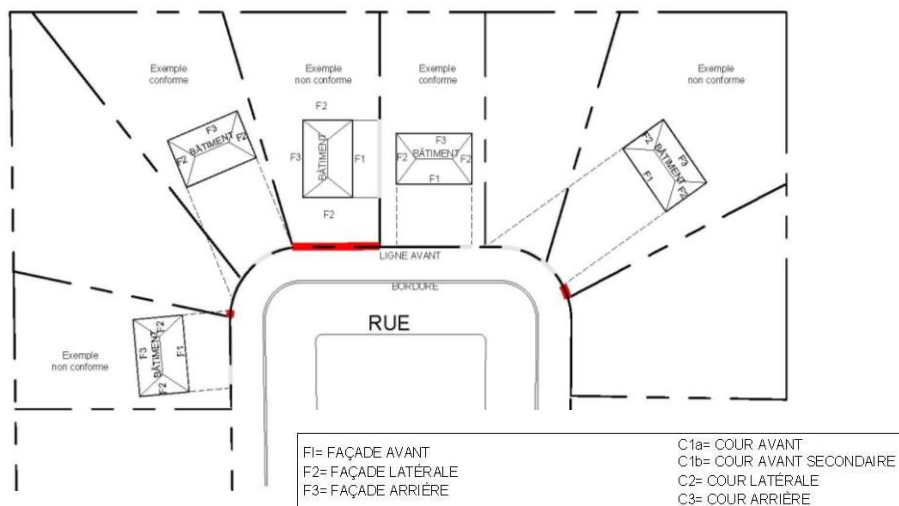 Exemple
conforme
F3
F2
BÂTIMENT
F2
Exemple
non conforme
F2
F3
BÂTIMENT
F1
F2
Exemple
conforme
F3
F2
BÂTIMENT
F2
F1
Exemple
non conforme
F2
F3
BÂTIMENT
F1
F2
LIGNE AVANT
BORDURE
RUE
Exemple
non conforme
F2
F3
BÂTIMENT
F1
F2
FI= FAÇADE AVANT
F2= FAÇADE LATÉRALE
F3= FAÇADE ARRIÈRE
C1a= COUR AVANT
C1b= COUR AVANT SECONDAIRE
C2= COUR LATÉRALE
C3= COUR ARRIÈRE